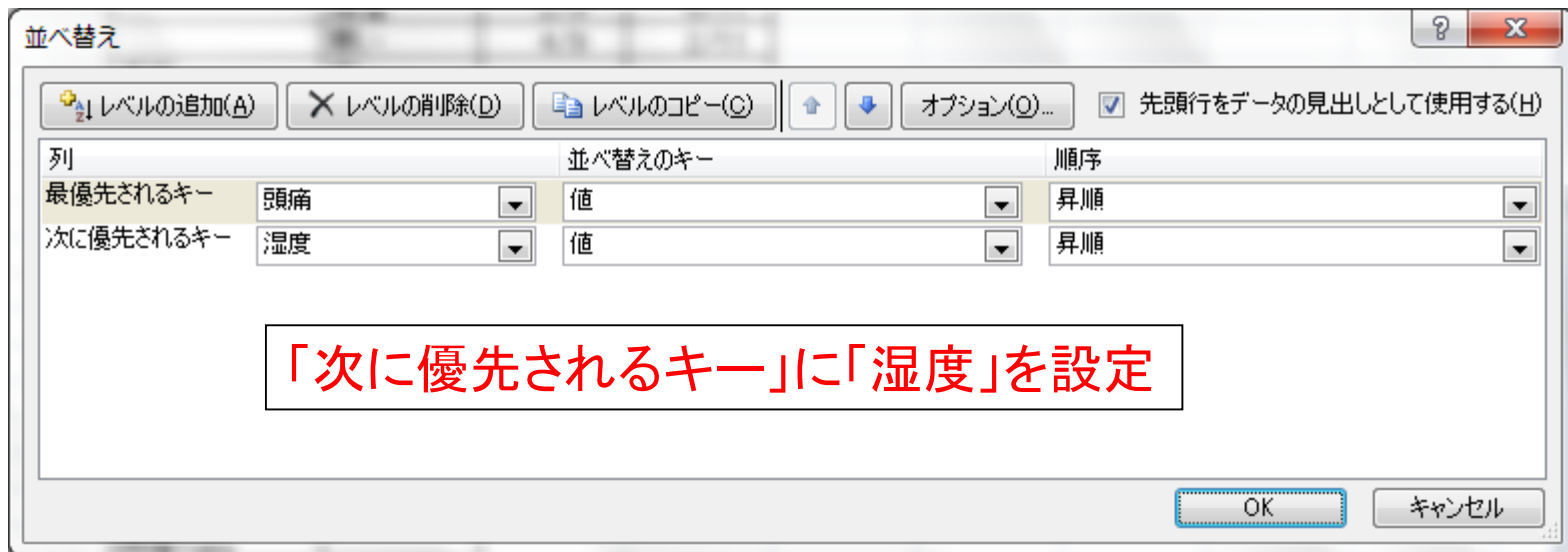 並べ替え
レベルの追加(A) レベルの削除(D) レベルのコピー(C) オプション(O)... 先頭行をデータの見出しとして使用する(H)
列 並べ替えのキー 順序
最優先されるキー 頭痛 値 昇順
次に優先されるキー 湿度 値 昇順
「次に優先されるキー」に「湿度」を設定
OK キャンセル